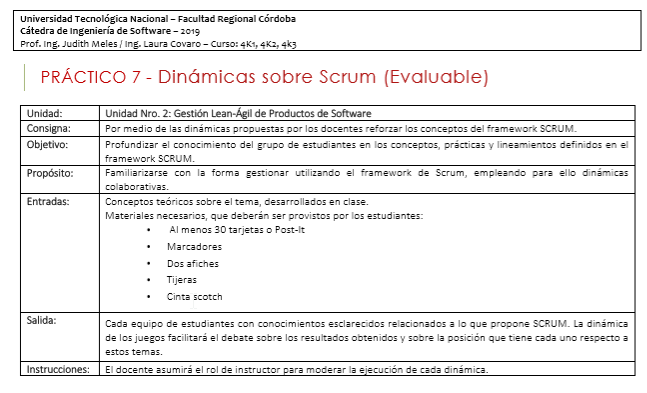 Universidad Tecnológica Nacional – Facultad Regional Córdoba
Cátedra de Ingeniería de Software – 2019
Prof. Ing. Judith Meles / Ing. Laura Covaro – Curso: 4K1, 4K2, 4k3
PRÁCTICO 7 - Dinámicas sobre Scrum (Evaluable)
Unidad: Unidad Nro. 2: Gestión Lean-Ágil de Productos de Software
Consigna: Por medio de las dinámicas propuestas por los docentes reforzar los conceptos del framework SCRUM.
Objetivo: Profundizar el conocimiento del grupo de estudiantes en los conceptos, prácticas y lineamientos definidos en el
framework SCRUM.
Propósito: Familiarizarse con la forma gestionar utilizando el framework de Scrum, empleando para ello dinámicas
colaborativas.
Entradas: Conceptos teóricos sobre el tema, desarrollados en clase.
Materiales necesarios, que deberán ser provistos por los estudiantes:
• Al menos 30 tarjetas o Post-It
• Marcadores
• Dos afiches
• Tijeras
• Cinta scotch
Salida: Cada equipo de estudiantes con conocimientos esclarecidos relacionados a lo que propone SCRUM. La dinámica
de los juegos facilitará el debate sobre los resultados obtenidos y sobre la posición que tiene cada uno respecto a
estos temas.
Instrucciones: El docente asumirá el rol de instructor para moderar la ejecución de cada dinámica.